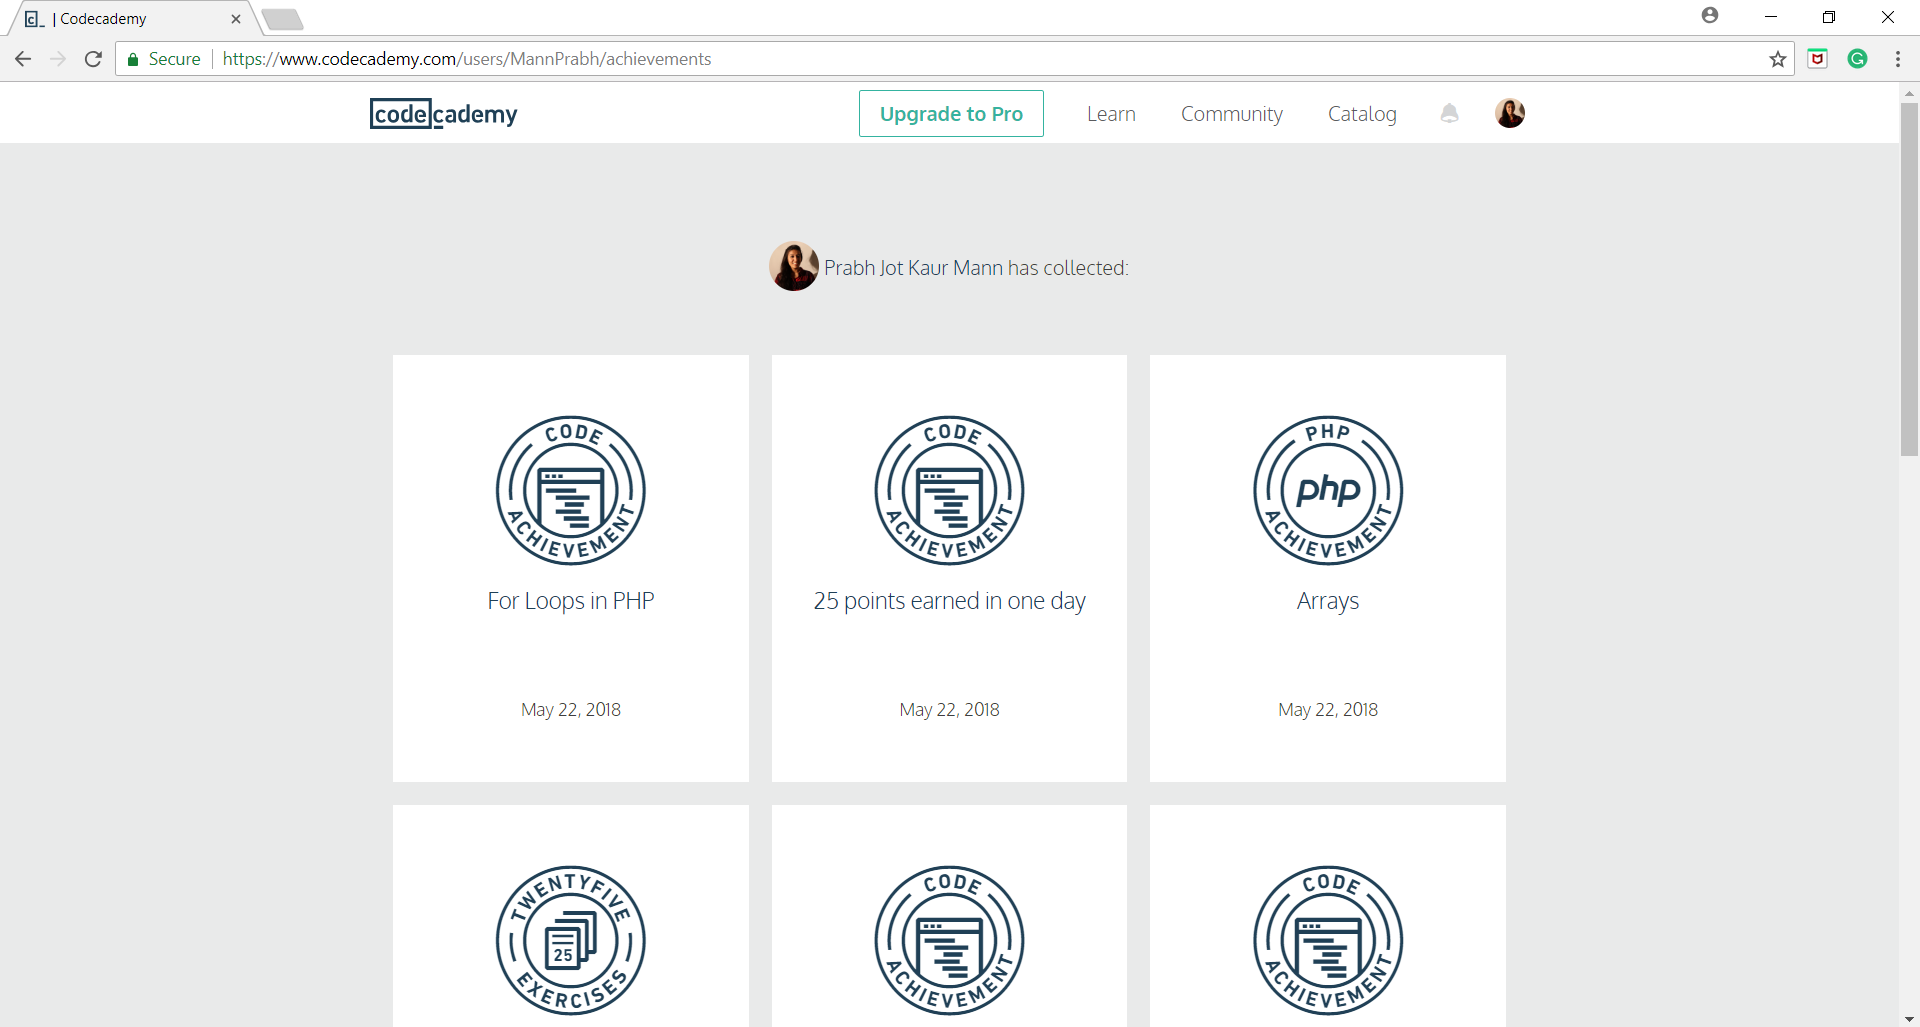 c_ | Codecademy
Secure
https://www.codecademy.com/users/MannPrabh/achievements
codecademy
Upgrade to Pro
Learn
Community
Catalog
Prabh Jot Kaur Mann has collected:
CODE
ACHIEVEMENT
For Loops in PHP
May 22, 2018
CODE
ACHIEVEMENT
25 points earned in one day
May 22, 2018
PHP
php
ACHIEVEMENT
Arrays
May 22, 2018
TWENTYFIVE
25
EXERCISES
CODE
ACHIEVEMENT
CODE
ACHIEVEMENT